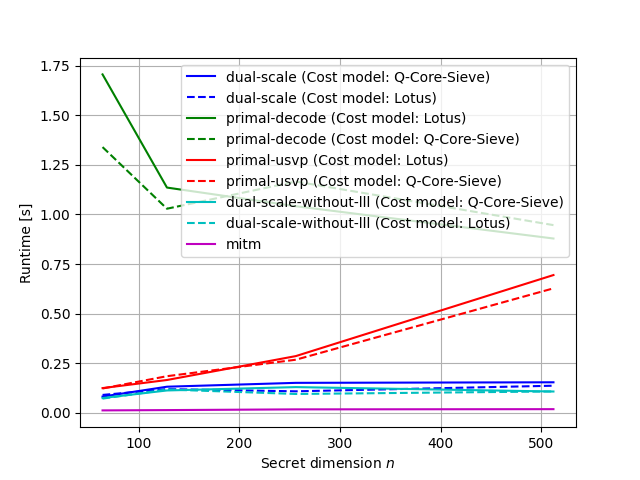 1.75
1.50
1.25
1.00
0.75
0.50
0.25
0.00
Runtime [s]
dual-scale (Cost model: Q-Core-Sieve)
dual-scale (Cost model: Lotus)
primal-decode (Cost model: Lotus)
primal-decode (Cost model: Q-Core-Sieve)
primal-usvp (Cost model: Lotus)
primal-usvp (Cost model: Q-Core-Sieve)
dual-scale-without-lll (Cost model: Q-Core-Sieve)
dual-scale-without-lll (Cost model: Lotus)
mitm
100 200 300 400 500
Secret dimension n